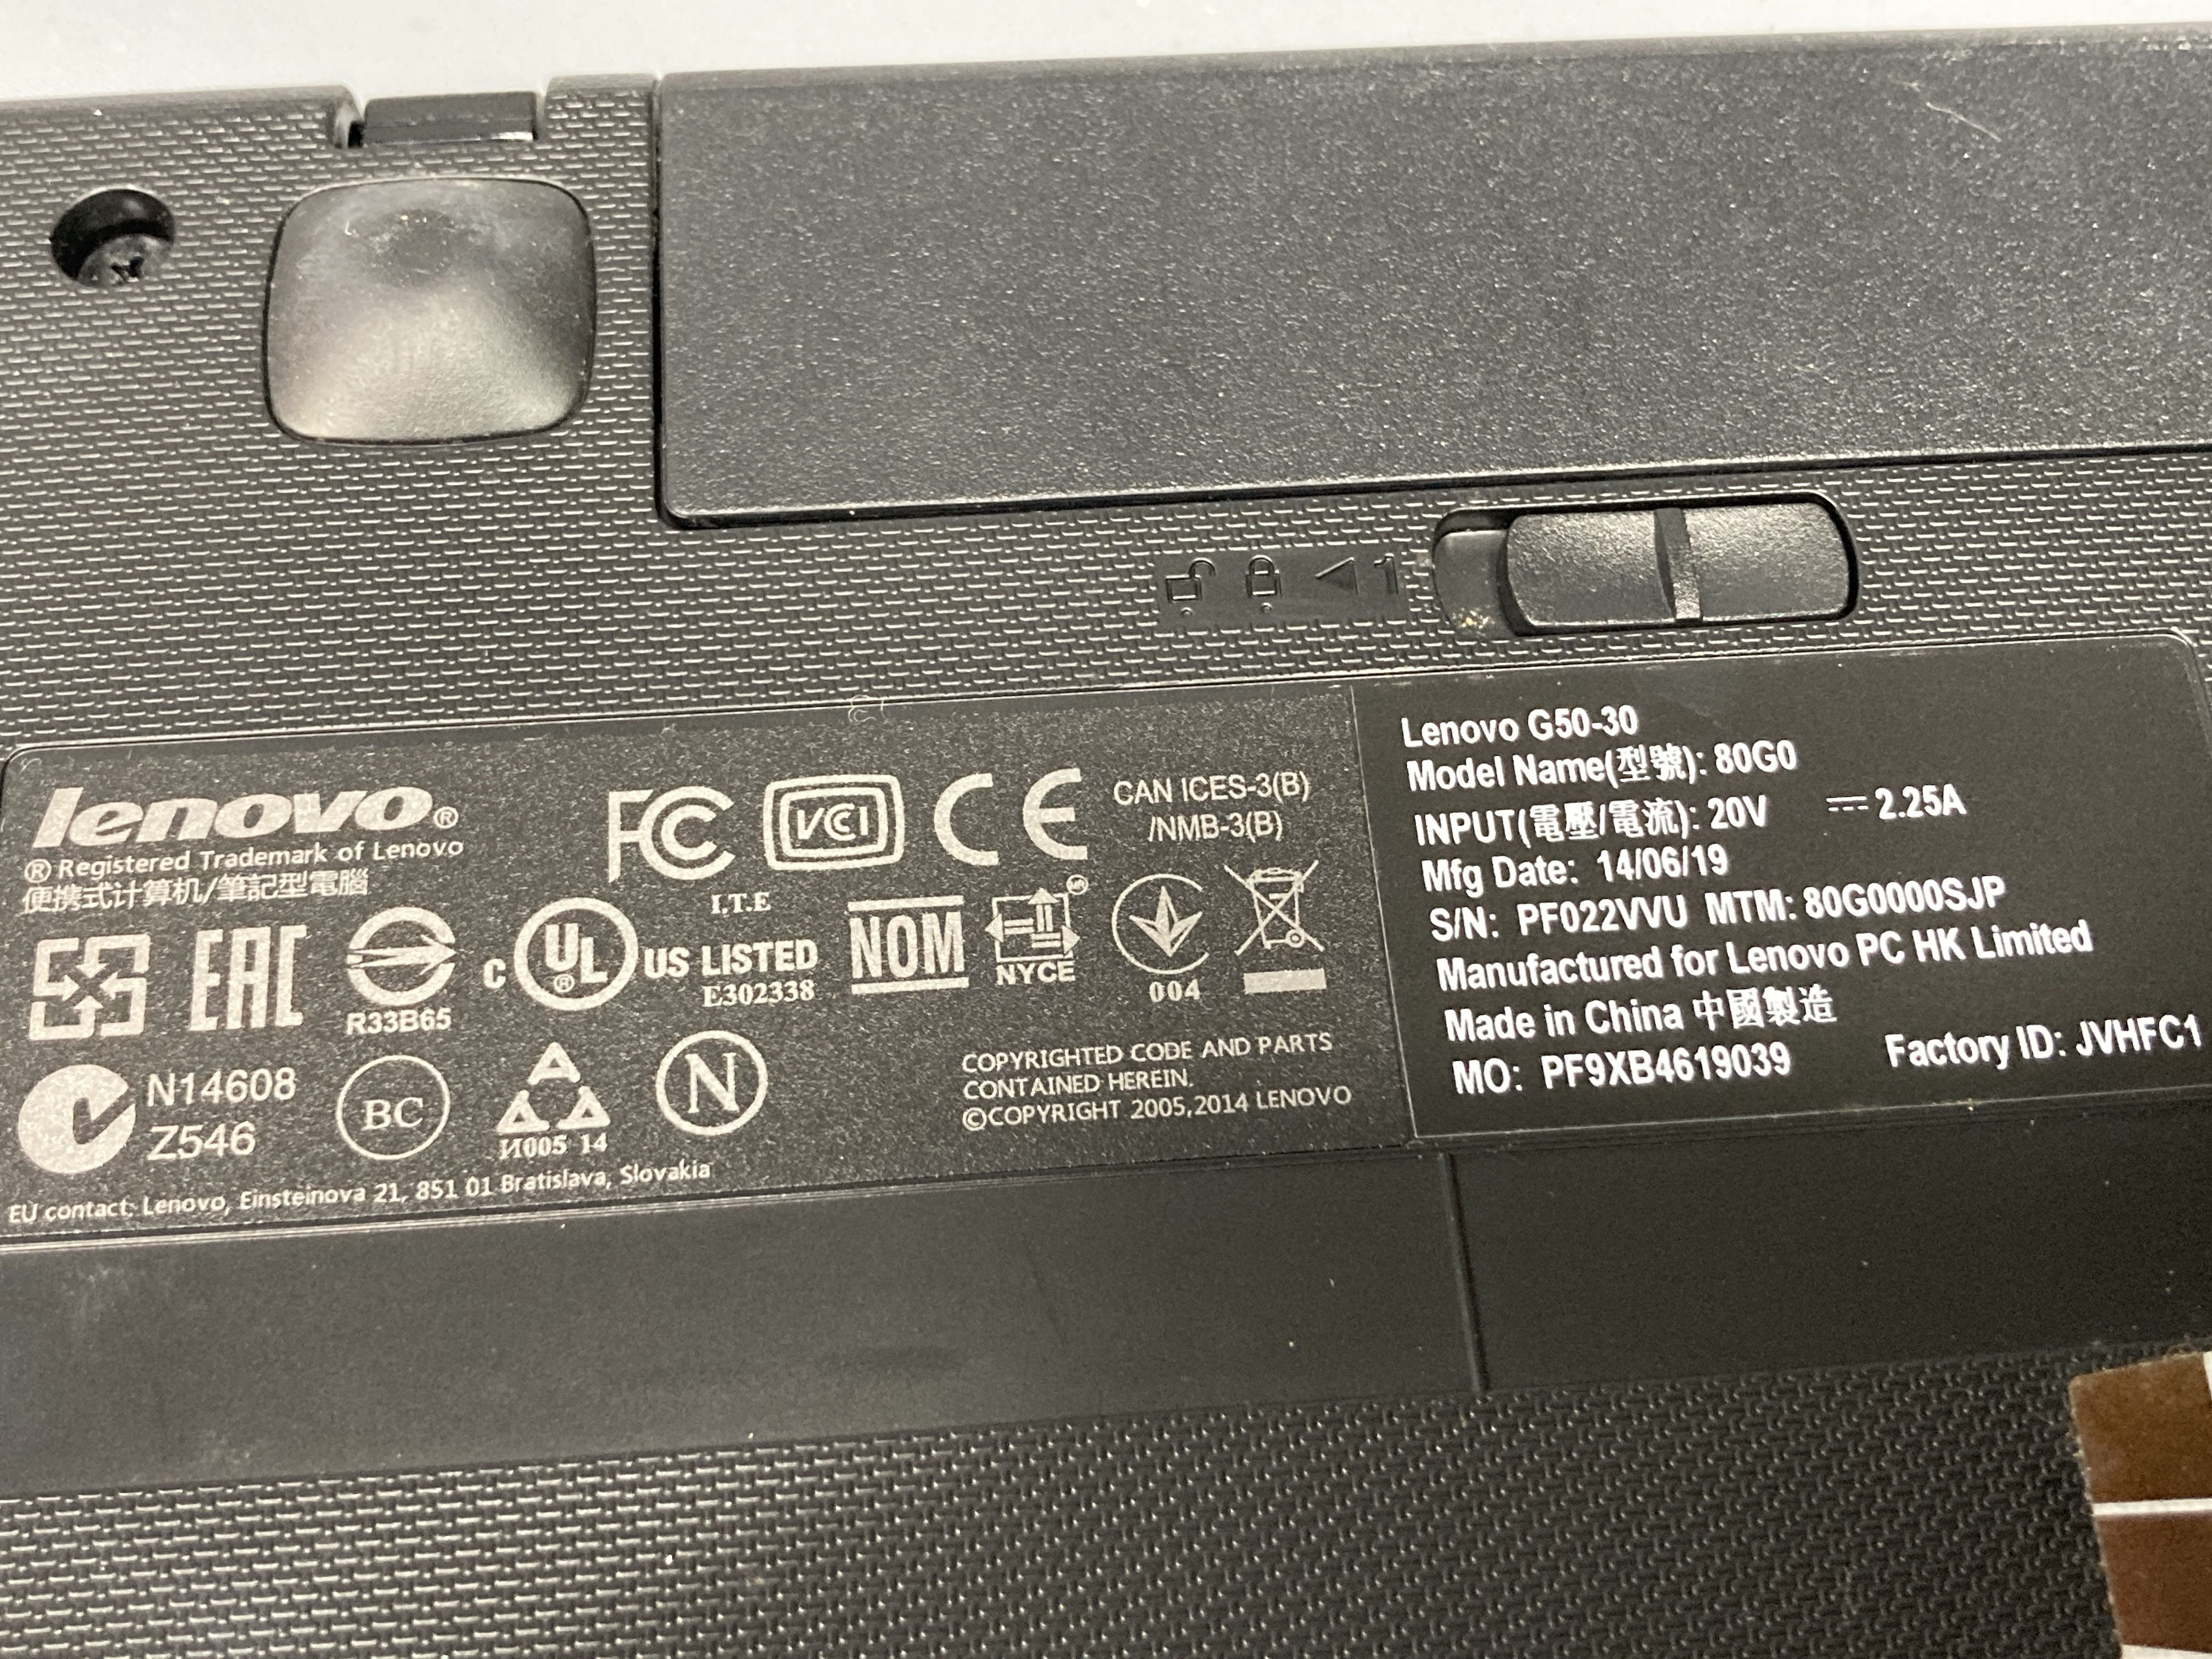 1
lenovo®
® Registered Trademark of Lenovo
便携式计算机/筆記型電腦
FC
VCI
CE
CAN ICES-3(B)
/NMB-3(B)
I.T.E
EAC
R33B65
c UL® US LISTED
E302338
NOM
NYCE
004
N14608
Z546
BC
И005 14
N
COPYRIGHTED CODE AND PARTS
CONTAINED HEREIN.
©COPYRIGHT 2005,2014 LENOVO
EU contact: Lenovo, Einsteinova 21, 851 01 Bratislava, Slovakia
Lenovo G50-30
Model Name(型號): 80G0
INPUT(電壓/電流): 20V ⎓ 2.25A
Mfg Date: 14/06/19
S/N: PF022VVU MTM: 80G0000SJP
Manufactured for Lenovo PC HK Limited
Made in China 中國製造
MO: PF9XB4619039 Factory ID: JVHFC1